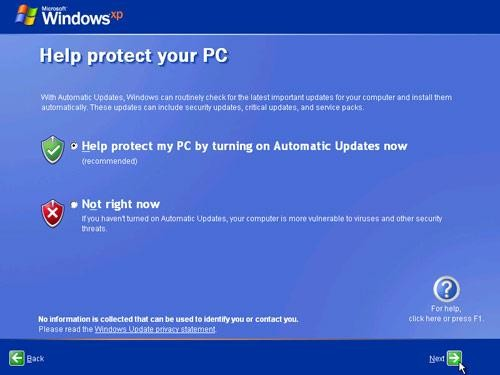 Microsoft
Windows xp
Help protect your PC
With Automatic Updates, Windows can routinely check for the latest important updates for your computer and install them
automatically. These updates can include security updates, critical updates, and service packs.
Help protect my PC by turning on Automatic Updates now
(recommended)
Not right now
If you haven't turned on Automatic Updates, your computer is more vulnerable to viruses and other security
threats.
?
For help,
click here or press F1.
No information is collected that can be used to identify you or contact you.
Please read the Windows Update privacy statement.
Back
Next